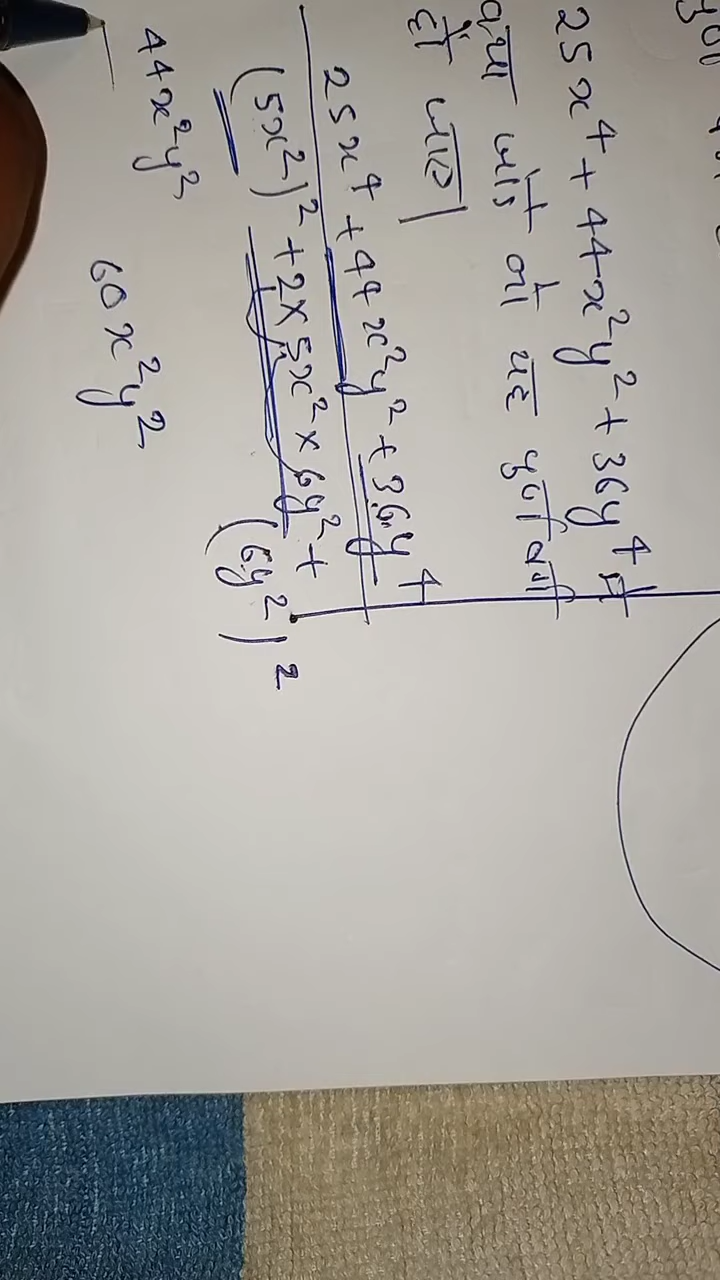 25x⁴ + 44x²y² + 36y⁴ में
क्या जोड़ें जो यह पूर्ण वर्ग
हो जाए
25x⁴ + 44x²y² + 36y⁴
(5x²)² + 2×5x²×6y² +
(6y²)²
44x²y² 60x²y²